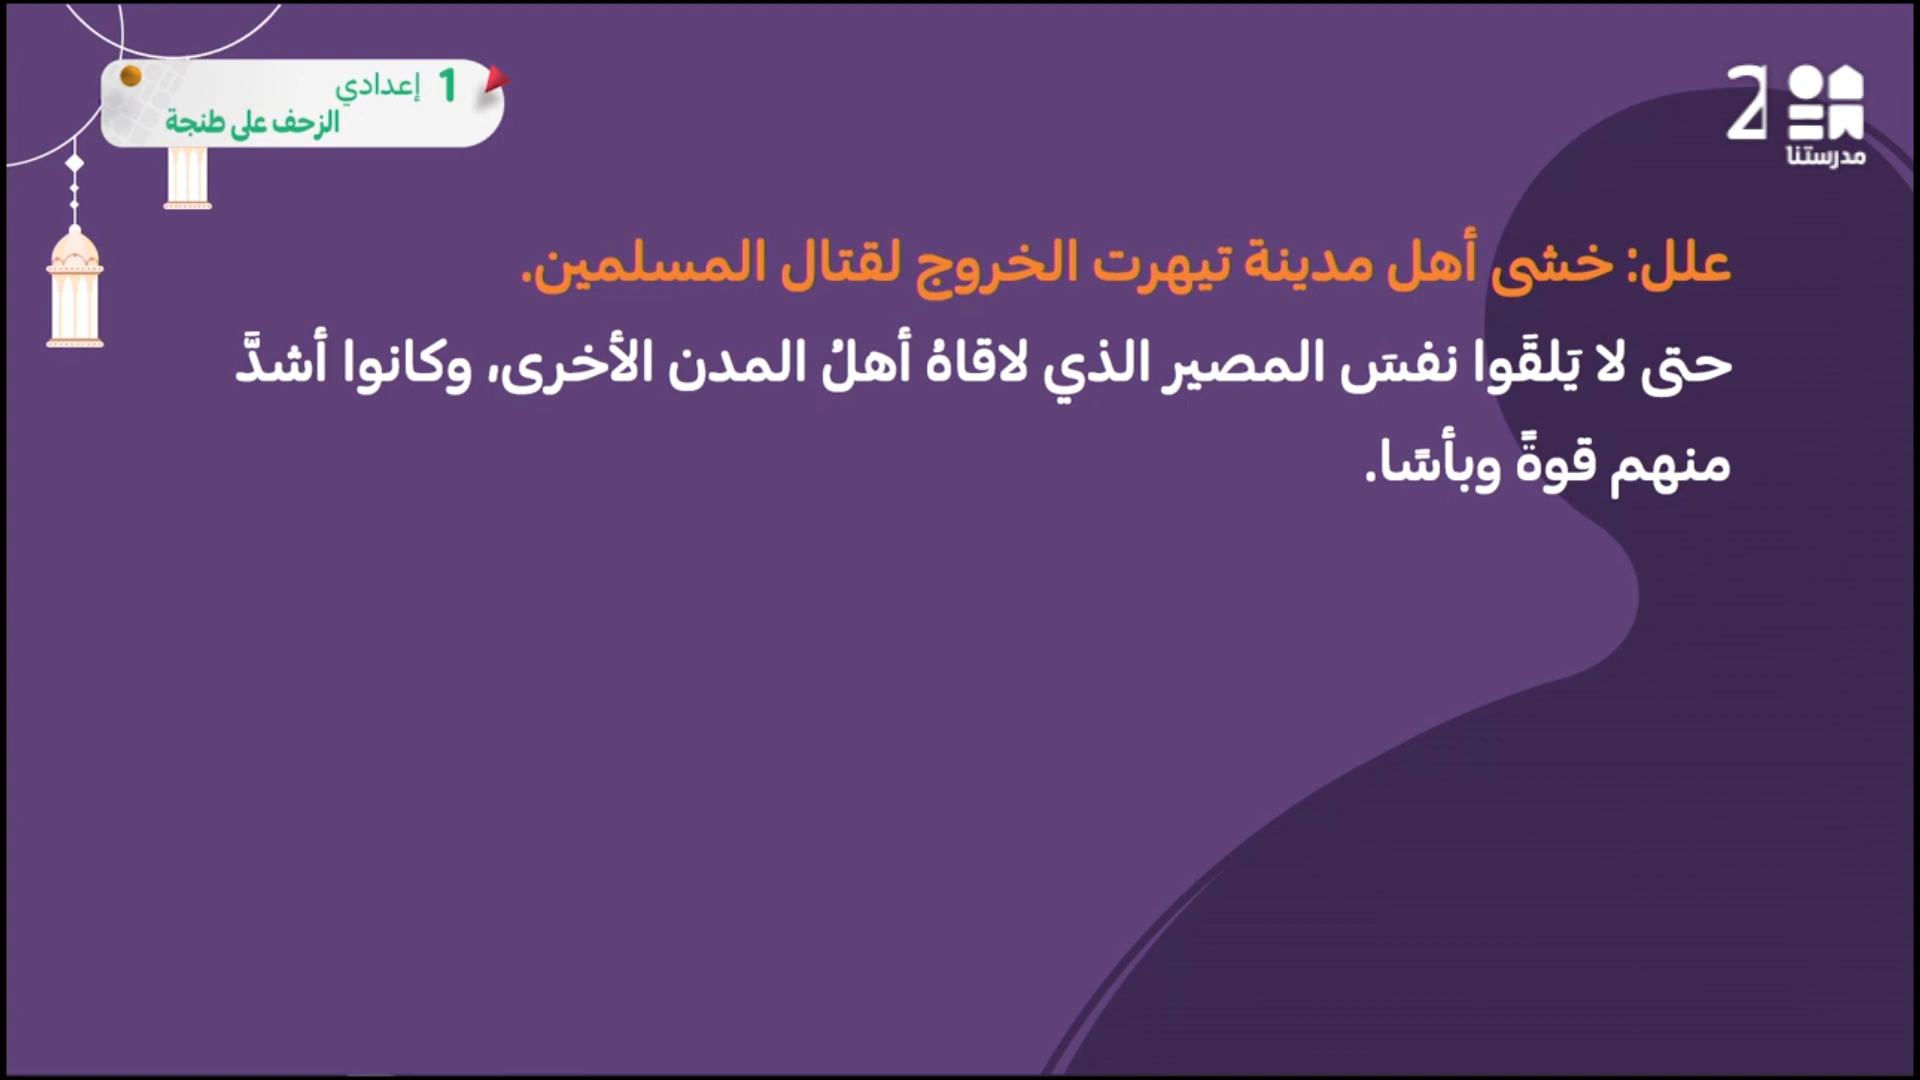 1 إعدادي
الزحف على طنجة
2 مدرستنا
علل: خشى أهل مدينة تيهرت الخروج لقتال المسلمين.
حتى لا يَلقَوا نفسَ المصير الذي لاقاهُ أهلُ المدن الأخرى، وكانوا أشدَّ
منهم قوةً وبأسًا.